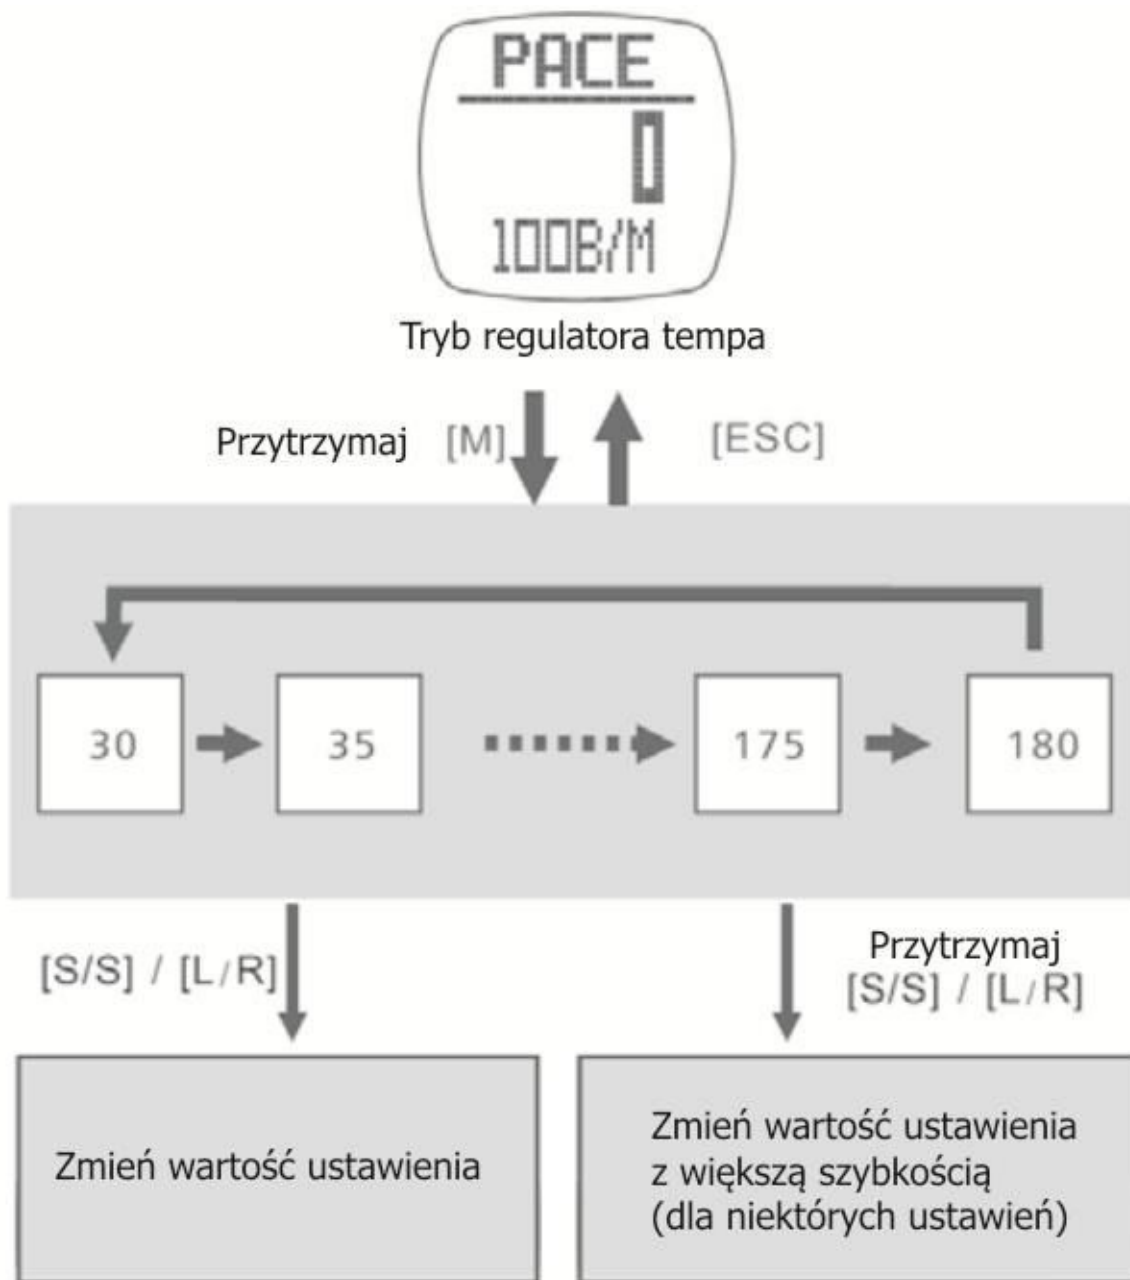 PACE
0
100B/M
Tryb regulatora tempa
Przytrzymaj [M] [ESC]
30 35 175 180
[S/S] / [L/R]
Przytrzymaj
[S/S] / [L/R]
Zmień wartość ustawienia
Zmień wartość ustawienia
z większą szybkością
(dla niektórych ustawień)